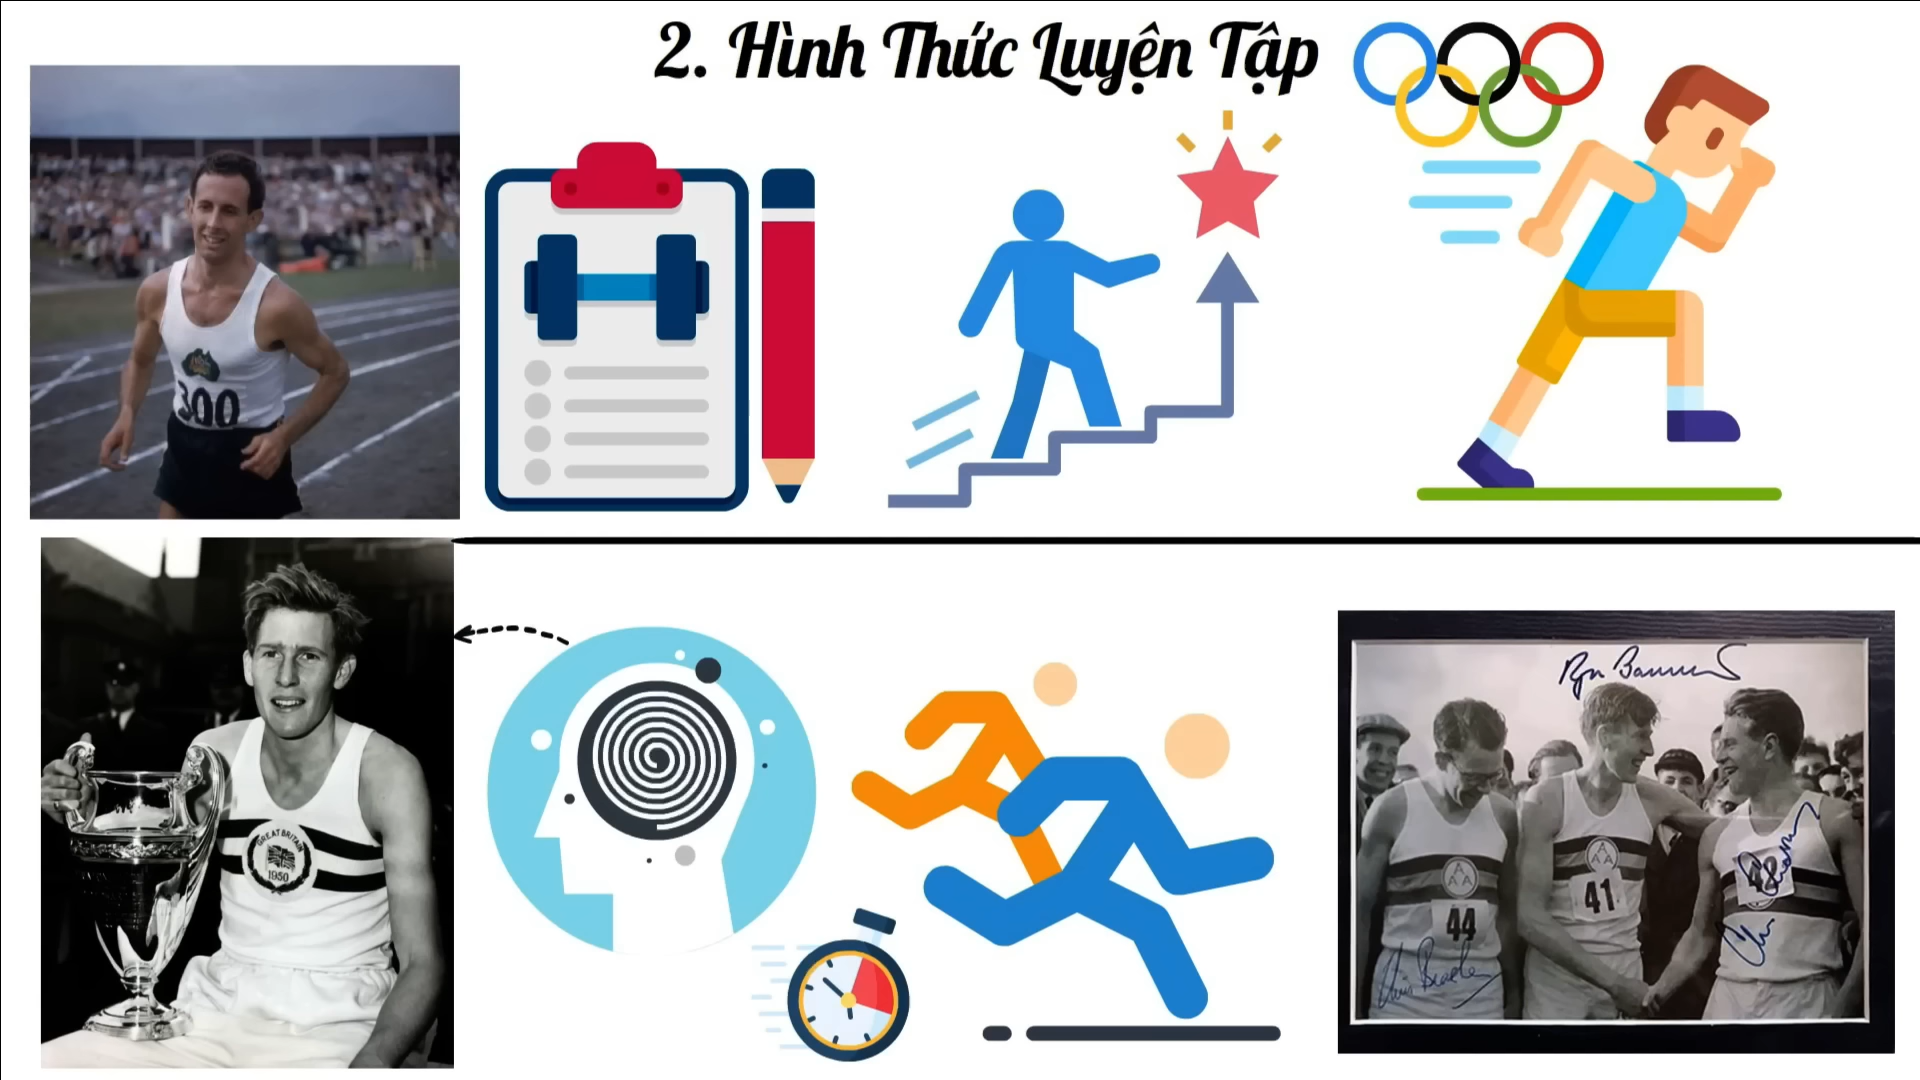 2. Hình Thức Luyện Tập
300
GREAT BRITAIN
1950
A
A A
44
A
A A
41